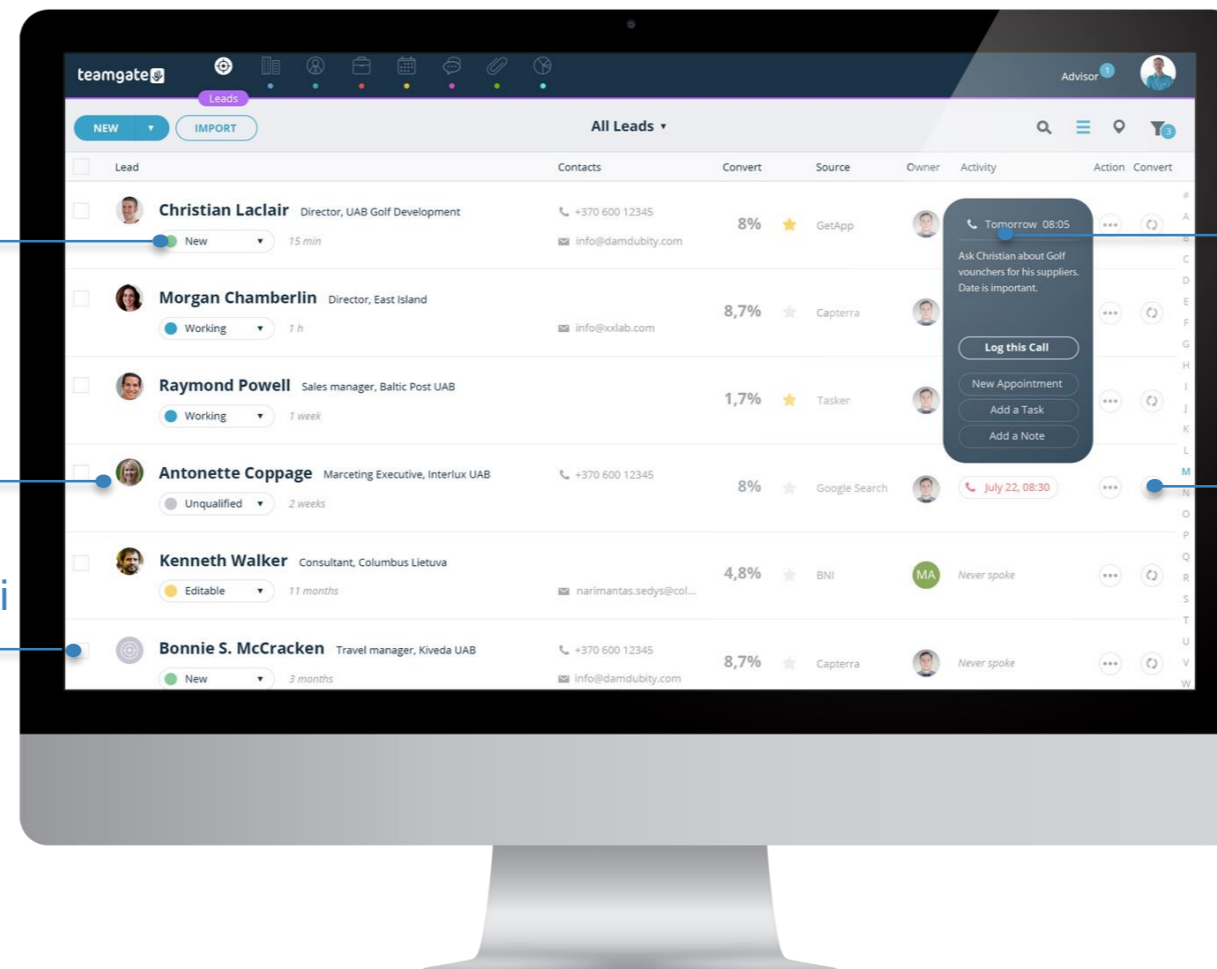 teamgate
Leads
Advisor 1
NEW
IMPORT
All Leads
3
Lead Contacts Convert Source Owner Activity Action Convert
Christian Laclair Director, UAB Golf Development
New 15 min
+370 600 12345
info@damdubity.com
8% GetApp
Tomorrow 08:05
Ask Christian about Golf
vounchers for his suppliers.
Date is important.
Log this Call
New Appointment
Add a Task
Add a Note
Morgan Chamberlin Director, East Island
Working 1 h
info@xxlab.com
8,7% Capterra
Raymond Powell Sales manager, Baltic Post UAB
Working 1 week
1,7% Tasker
Antonette Coppage Marceting Executive, Interlux UAB
Unqualified 2 weeks
+370 600 12345
8% Google Search
July 22, 08:30
Kenneth Walker Consultant, Columbus Lietuva
Editable 11 months
narimantas.sedys@col...
4,8% BNI MA Never spoke
Bonnie S. McCracken Travel manager, Kiveda UAB
New 3 months
+370 600 12345
info@damdubity.com
8,7% Capterra Never spoke
#
A
B
C
D
E
F
G
H
I
J
K
L
M
N
O
P
Q
R
S
T
U
V
W
i